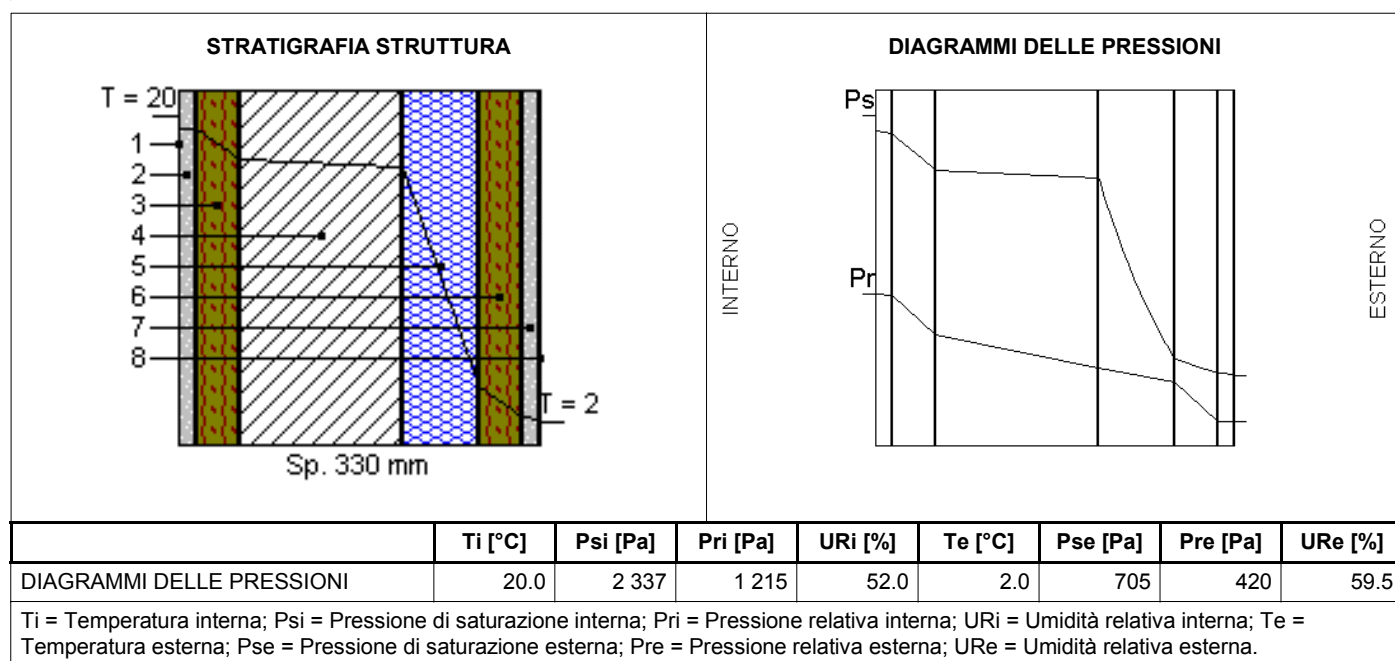 STRATIGRAFIA STRUTTURA
T = 20
1
2
3
4
5
6
7
8
T = 2
Sp. 330 mm
DIAGRAMMI DELLE PRESSIONI
Ps
Pr
INTERNO
ESTERNO
Ti [°C] Psi [Pa] Pri [Pa] URi [%] Te [°C] Pse [Pa] Pre [Pa] URe [%]
DIAGRAMMI DELLE PRESSIONI 20.0 2 337 1 215 52.0 2.0 705 420 59.5
Ti = Temperatura interna; Psi = Pressione di saturazione interna; Pri = Pressione relativa interna; URi = Umidità relativa interna; Te =
Temperatura esterna; Pse = Pressione di saturazione esterna; Pre = Pressione relativa esterna; URe = Umidità relativa esterna.